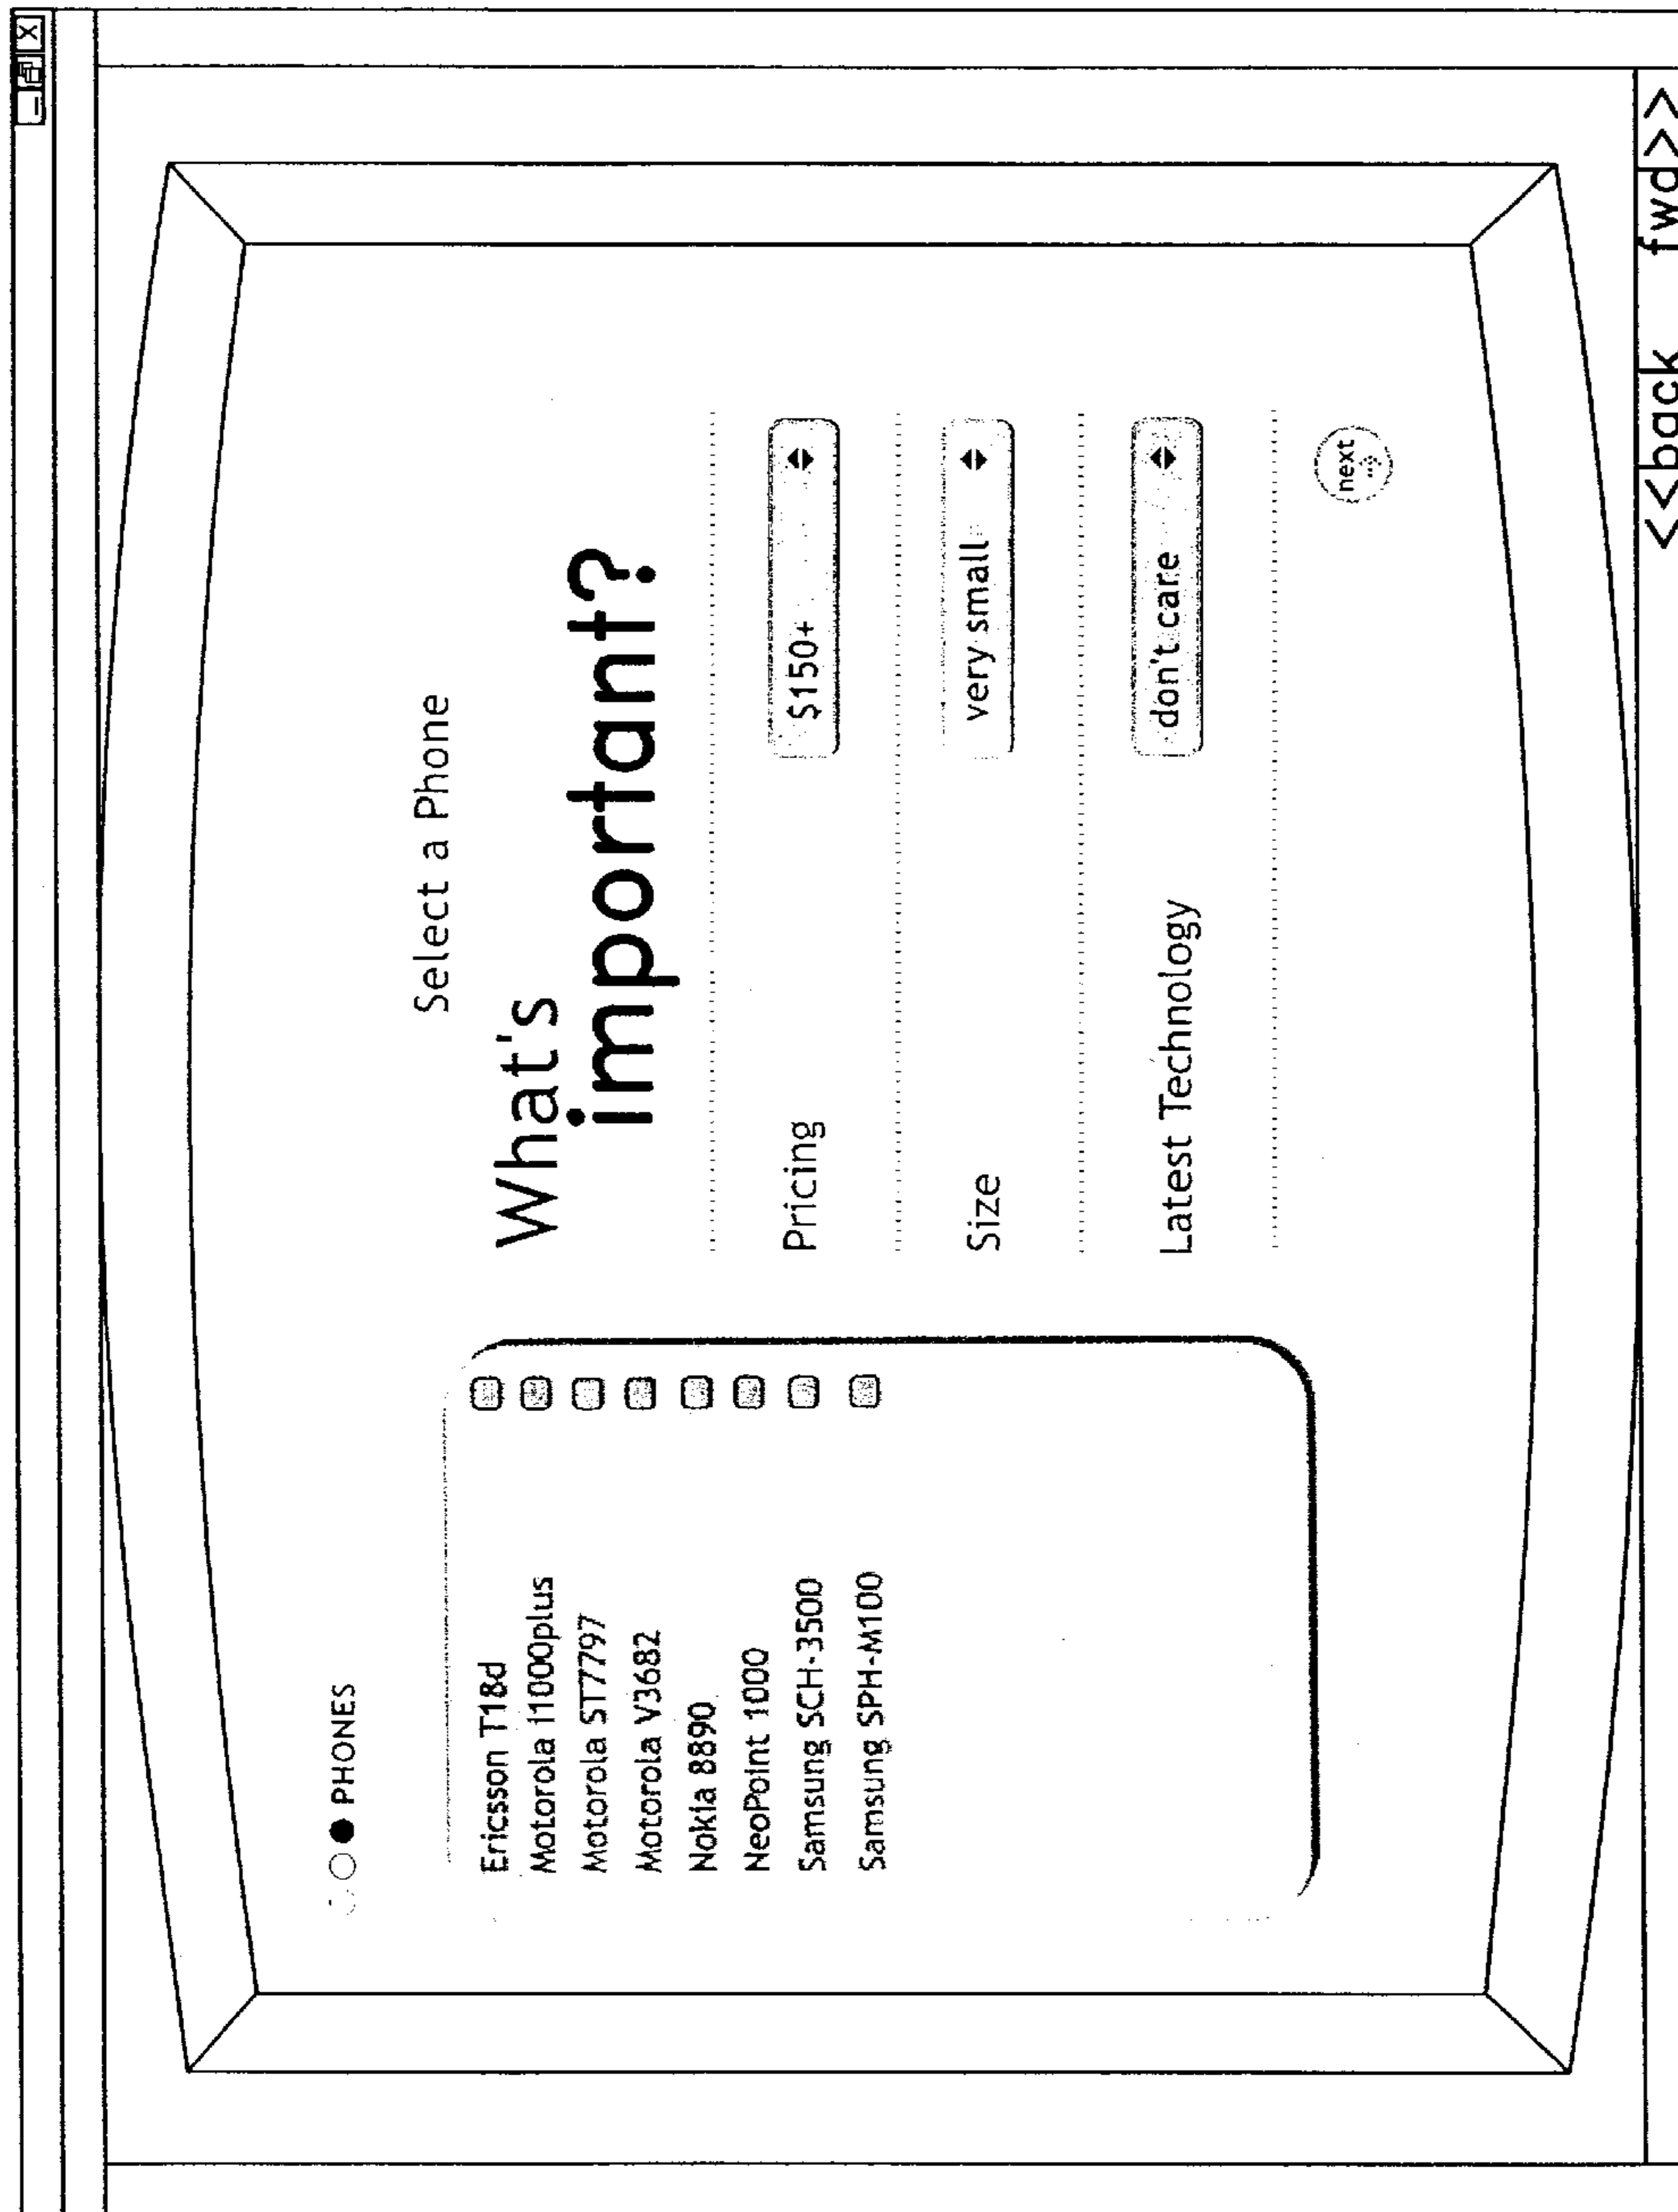 PHONES
Ericsson T18d
Motorola i1000plus
Motorola ST7797
Motorola V3682
Nokia 8890
NeoPoint 1000
Samsung SCH-3500
Samsung SPH-M100
Select a Phone
What's
important?
Pricing $150+
Size very small
Latest Technology don't care
next
<<back fwd>>